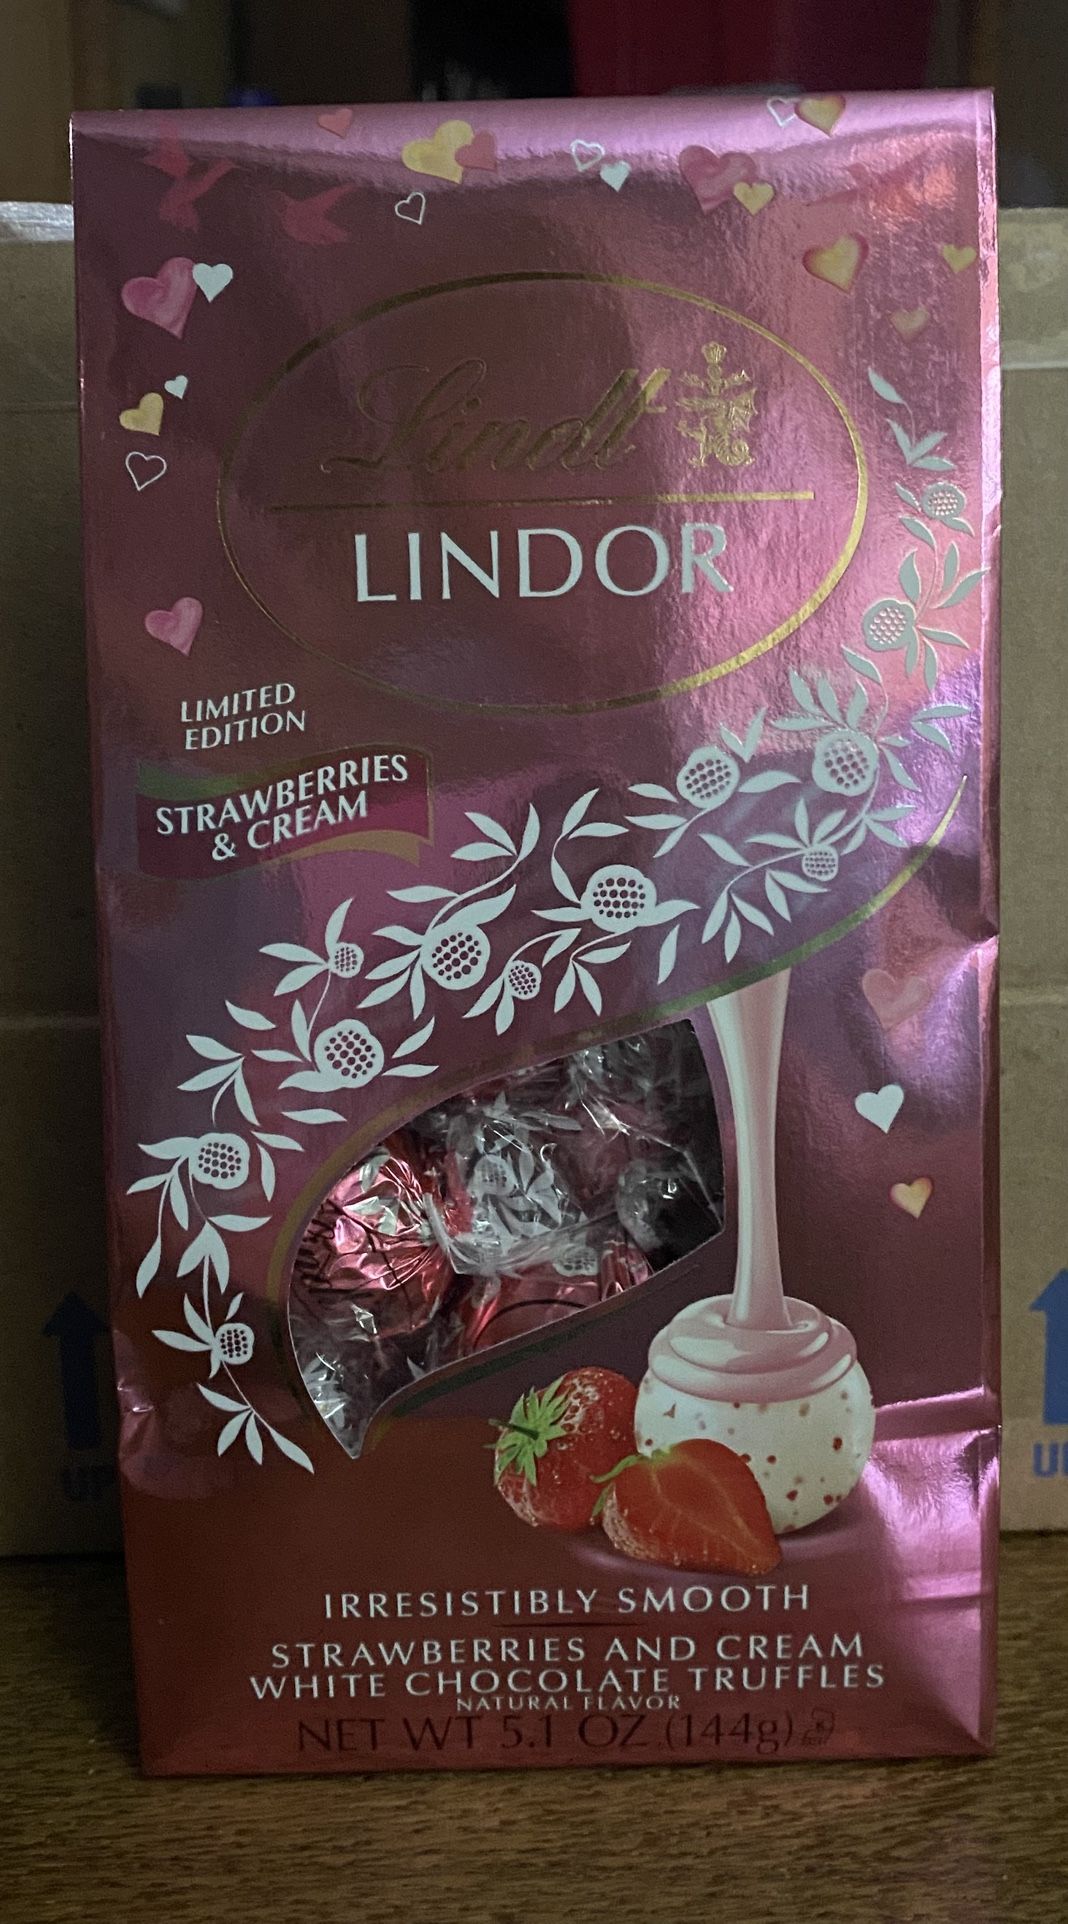 Lindt
LINDOR
LIMITED
EDITION
STRAWBERRIES
& CREAM
IRRESISTIBLY SMOOTH
STRAWBERRIES AND CREAM
WHITE CHOCOLATE TRUFFLES
NATURAL FLAVOR
NET WT 5.1 OZ (144g)
UP